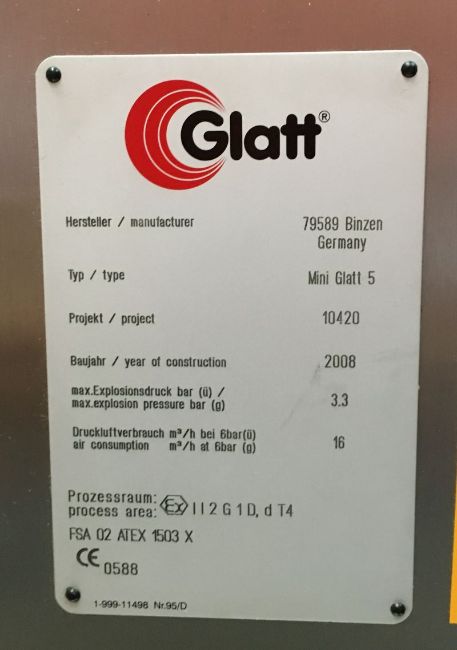 Glatt®
Hersteller / manufacturer 79589 Binzen
Germany
Typ / type Mini Glatt 5
Projekt / project 10420
Baujahr / year of construction 2008
max.Explosionsdruck bar (ü) /
max.explosion pressure bar (g) 3.3
Druckluftverbrauch m³/h bei 6bar(ü)
air consumption m³/h at 6bar (g) 16
Prozessraum:
process area: Ex II 2 G 1 D, d T4
FSA 02 ATEX 1503 X
CE 0588
1-999-11498 Nr.95/D